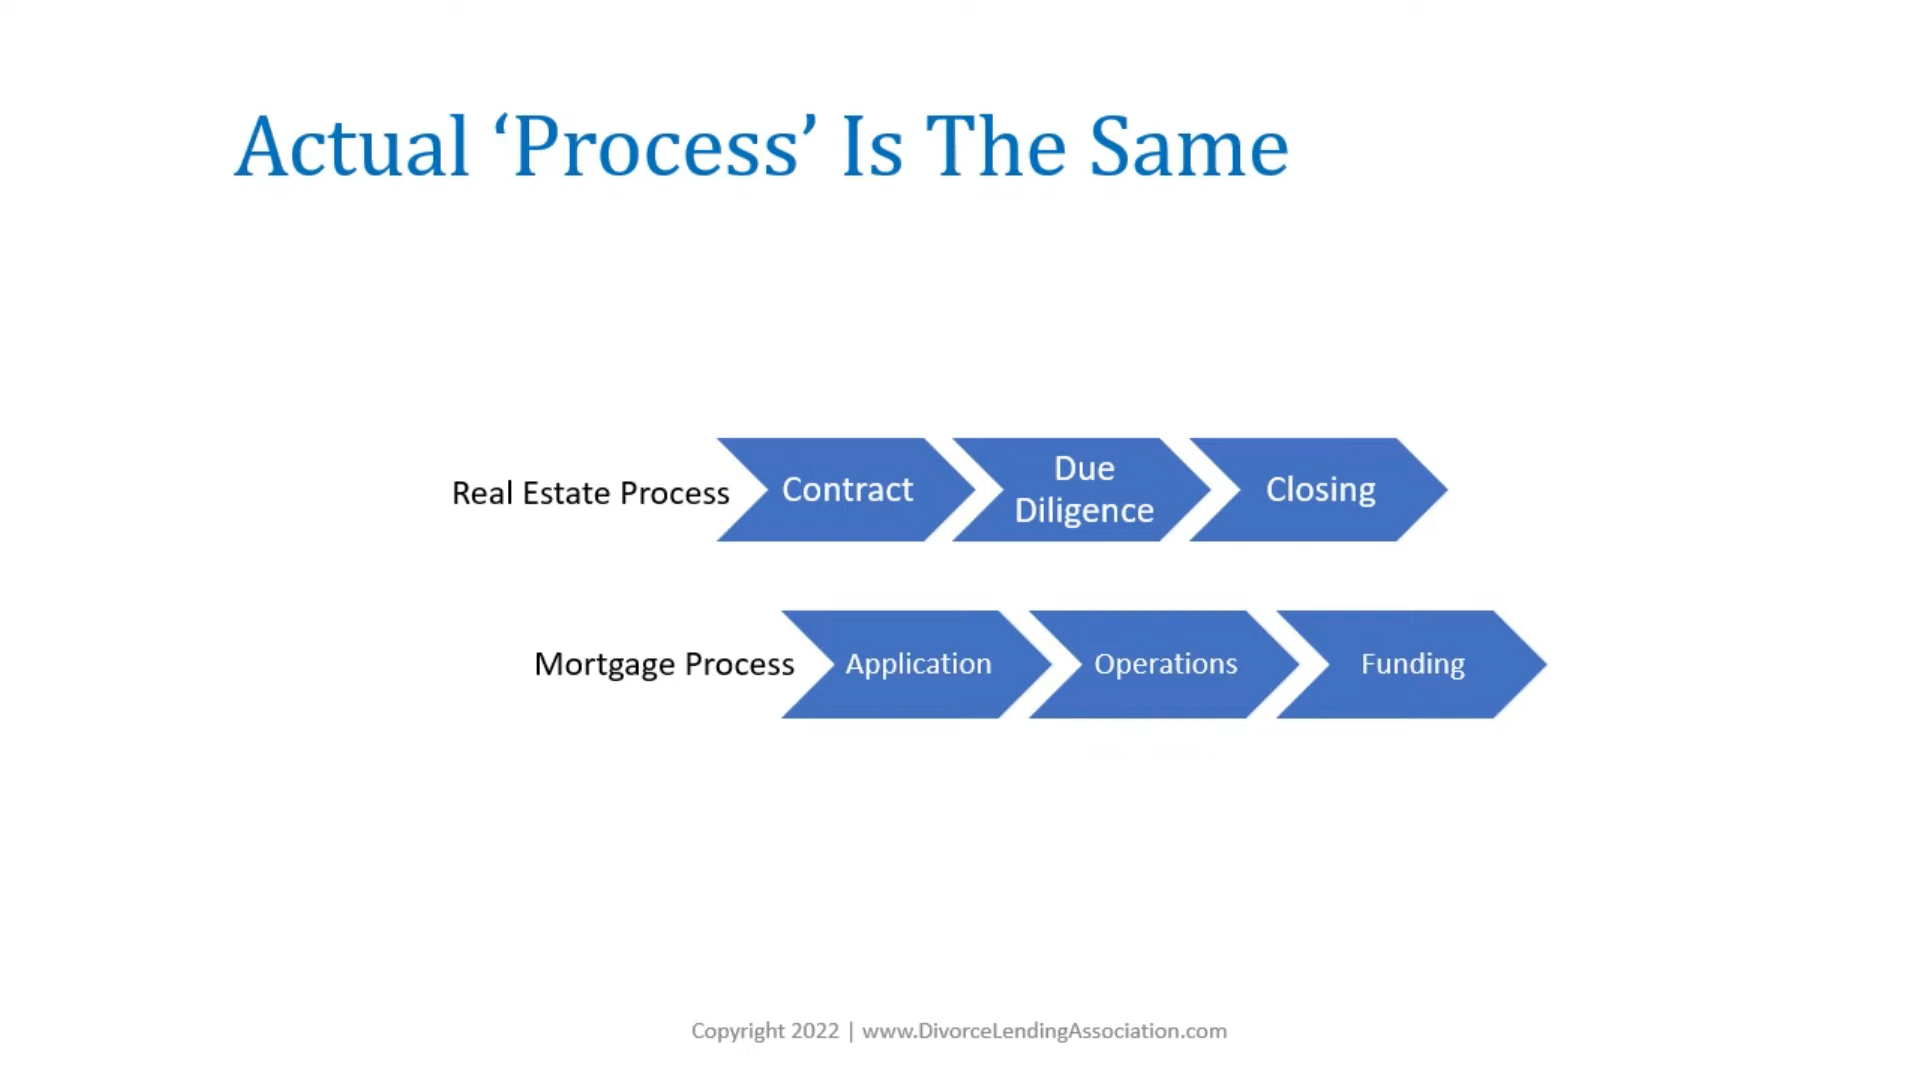 Actual ‘Process’ Is The Same
Real Estate Process
Contract
Due
Diligence
Closing
Mortgage Process
Application
Operations
Funding
Copyright 2022 | www.DivorceLendingAssociation.com